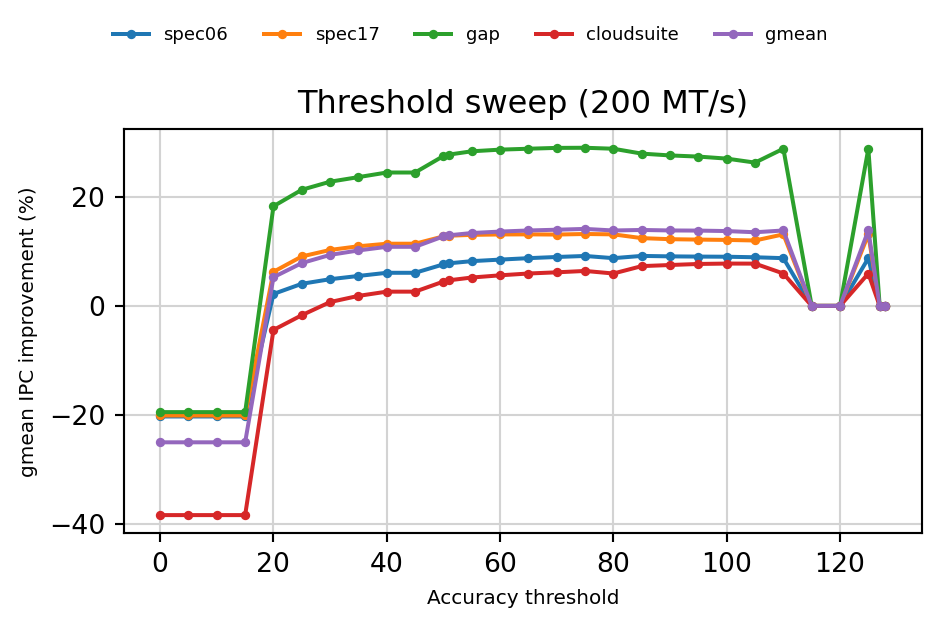 spec06 spec17 gap cloudsuite gmean
Threshold sweep (200 MT/s)
gmean IPC improvement (%)
20
0
−20
−40
0 20 40 60 80 100 120
Accuracy threshold